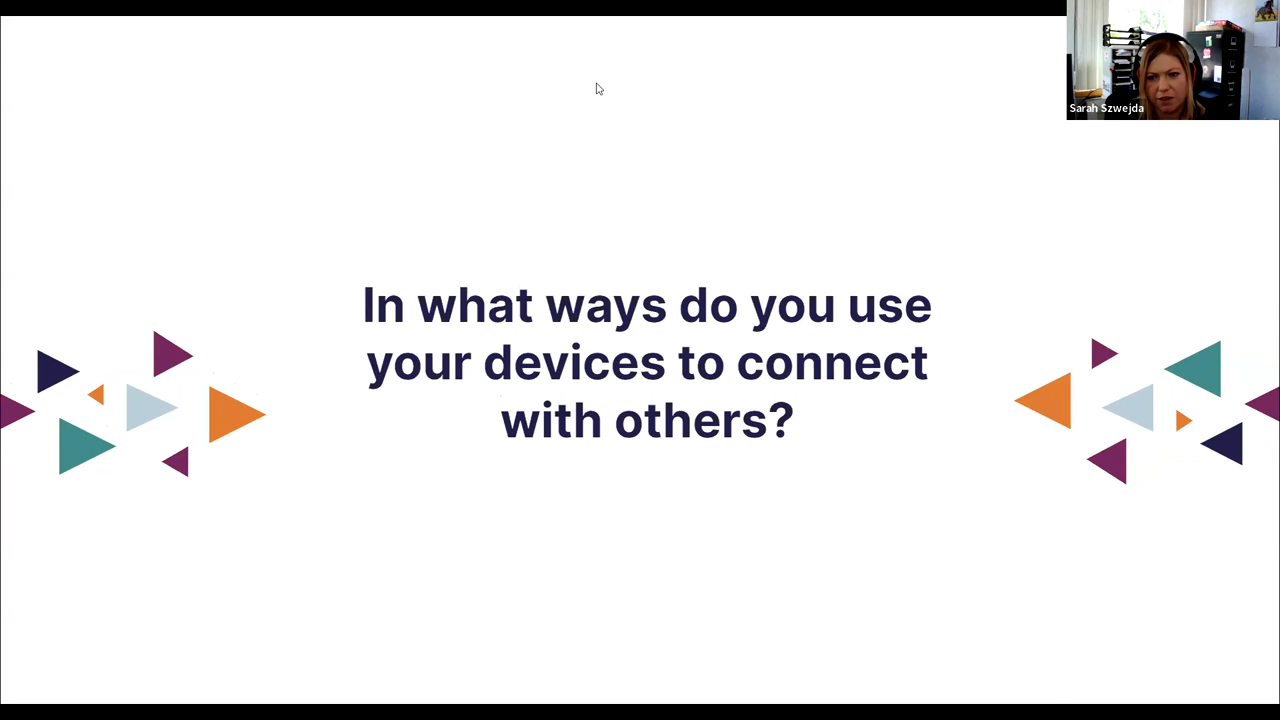 Sarah Szwejda
In what ways do you use
your devices to connect
with others?